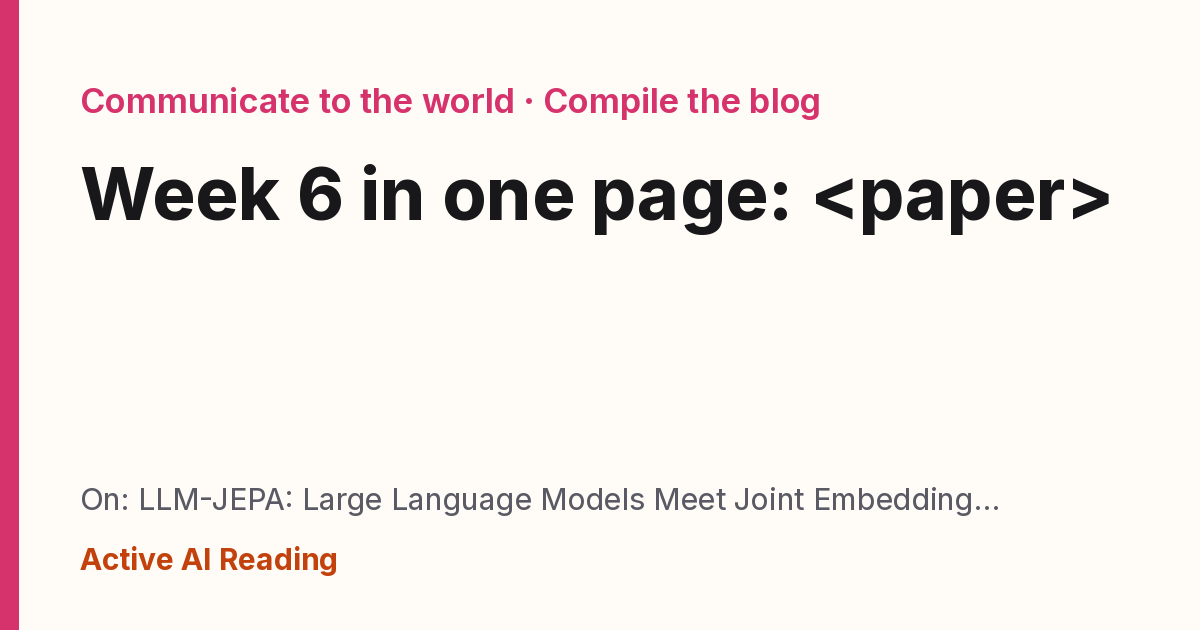 Communicate to the world · Compile the blog
Week 6 in one page: <paper>
On: LLM-JEPA: Large Language Models Meet Joint Embedding...
Active AI Reading